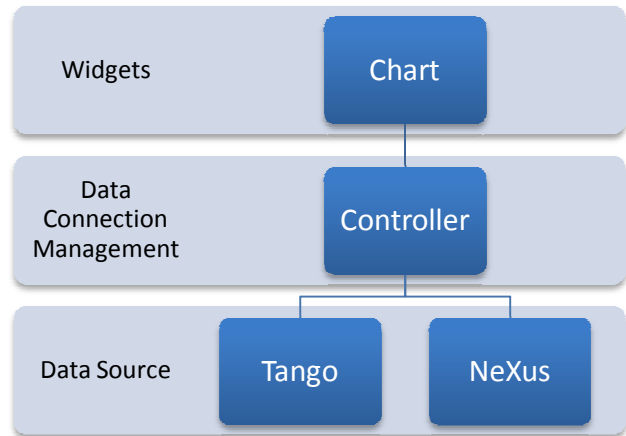 Widgets
Chart
Data
Connection
Management
Controller
Data Source
Tango
NeXus